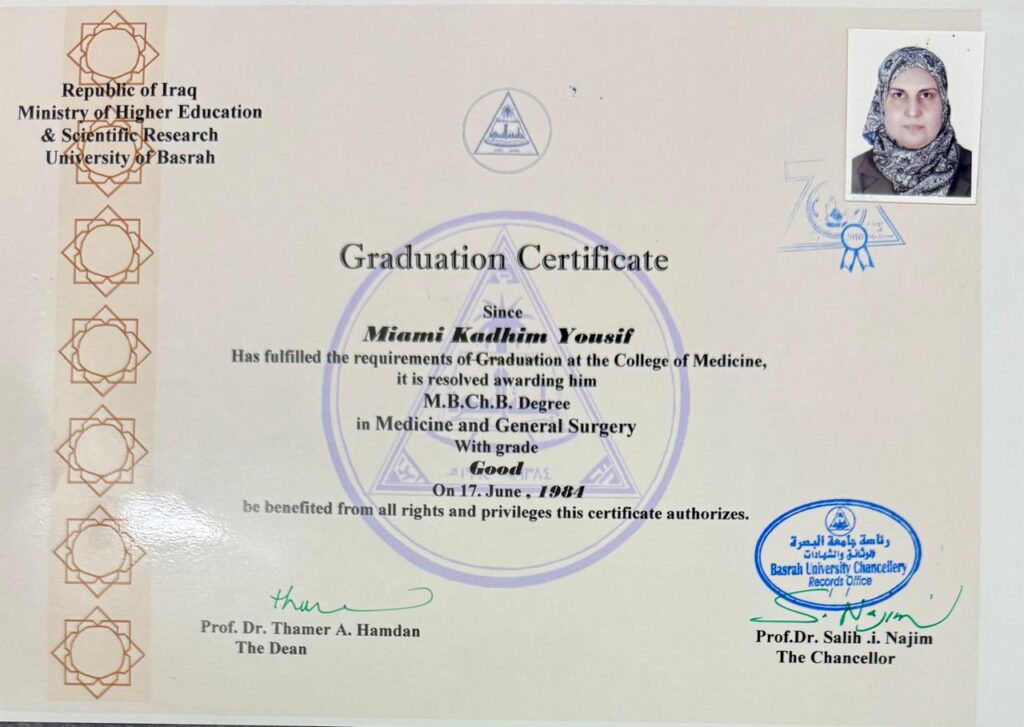 Republic of Iraq
Ministry of Higher Education
& Scientific Research
University of Basrah
Graduation Certificate
Since
Miami Kadhim Yousif
Has fulfilled the requirements of Graduation at the College of Medicine,
it is resolved awarding him
M.B.Ch.B. Degree
in Medicine and General Surgery
With grade
Good
On 17. June , 1984
be benefited from all rights and privileges this certificate authorizes.
رئاسة جامعة البصرة
الوثائق والشهادات
Basrah University Chancellery
Records Office
/ /
Prof. Dr. Thamer A. Hamdan
The Dean
S. Najim
Prof.Dr. Salih .i. Najim
The Chancellor